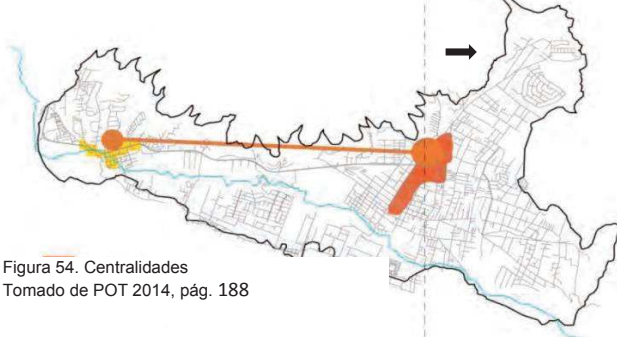 Figura 54. Centralidades
Tomado de POT 2014, pág. 188